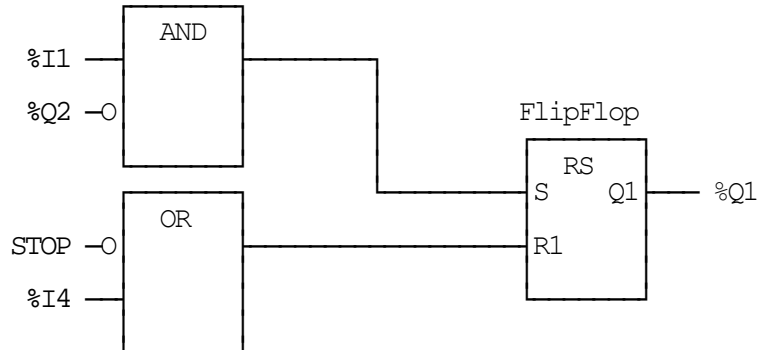 AND
%I1
%Q2
FlipFlop
RS
S Q1 %Q1
OR
STOP
R1
%I4